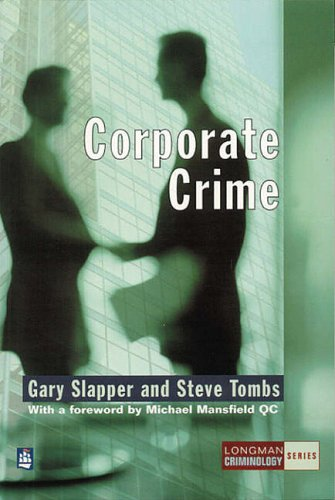 Corporate
Crime
Gary Slapper and Steve Tombs
With a foreword by Michael Mansfield QC
LONGMAN
CRIMINOLOGY
SERIES